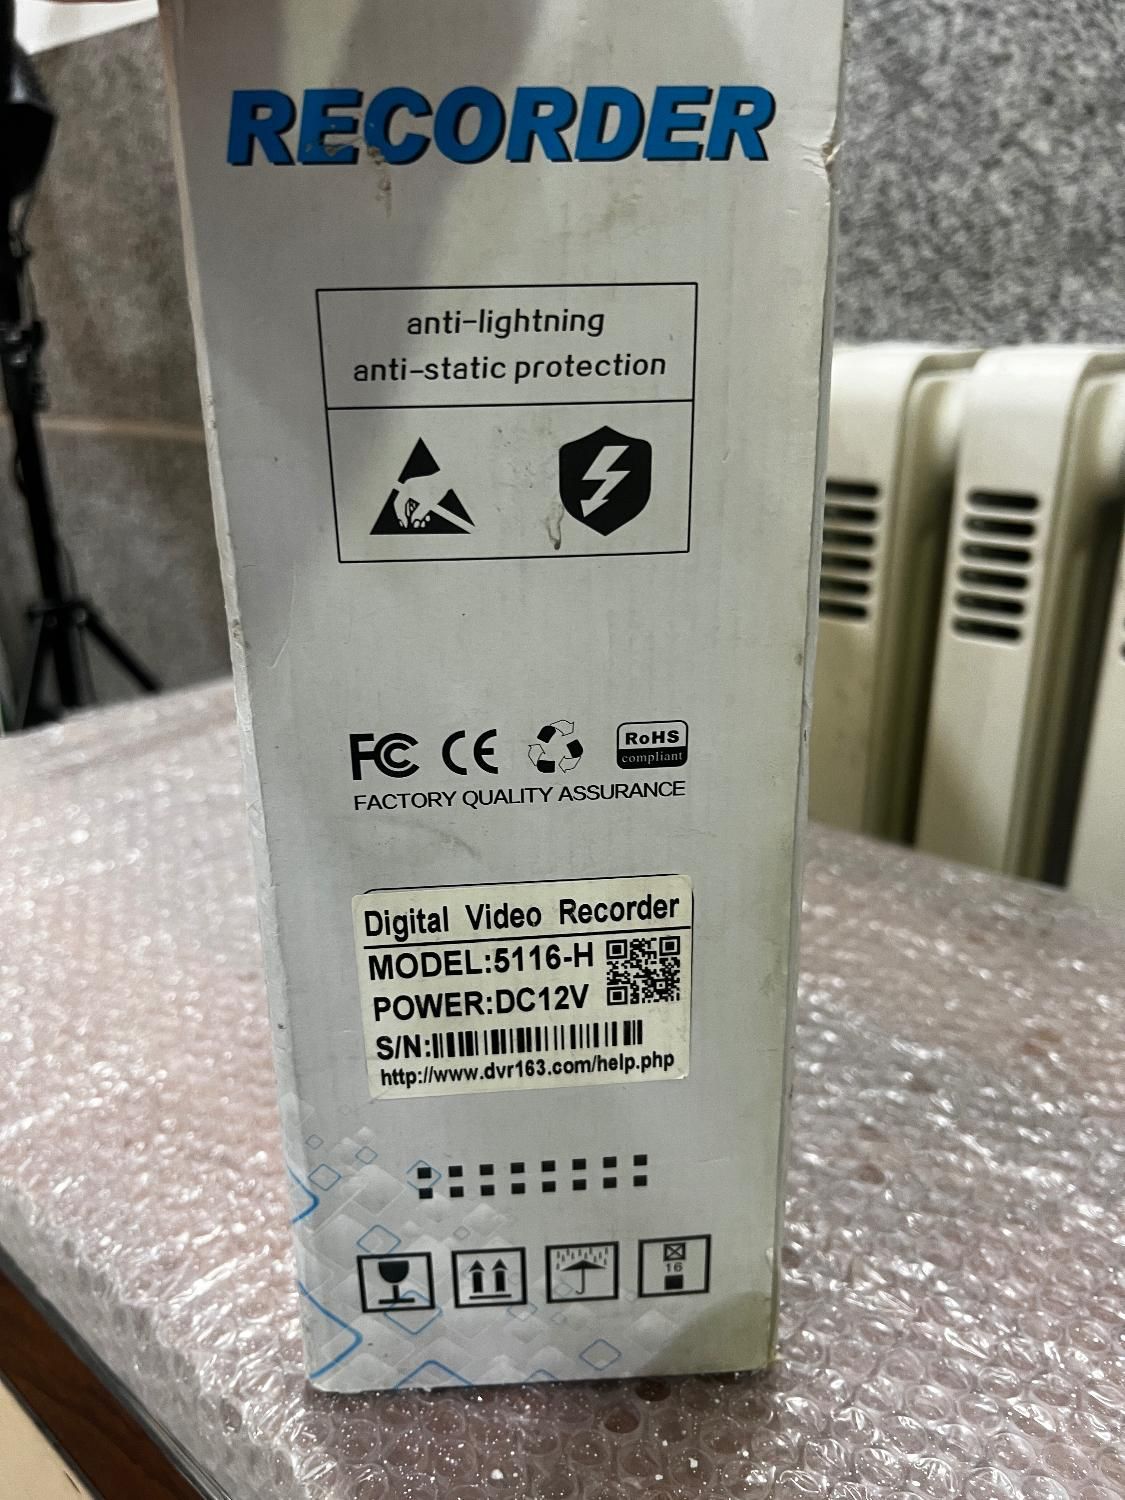 RECORDER
anti-lightning
anti-static protection
FC CE RoHS
compliant
FACTORY QUALITY ASSURANCE
Digital Video Recorder
MODEL:5116-H
POWER:DC12V
S/N:
http://www.dvr163.com/help.php
16